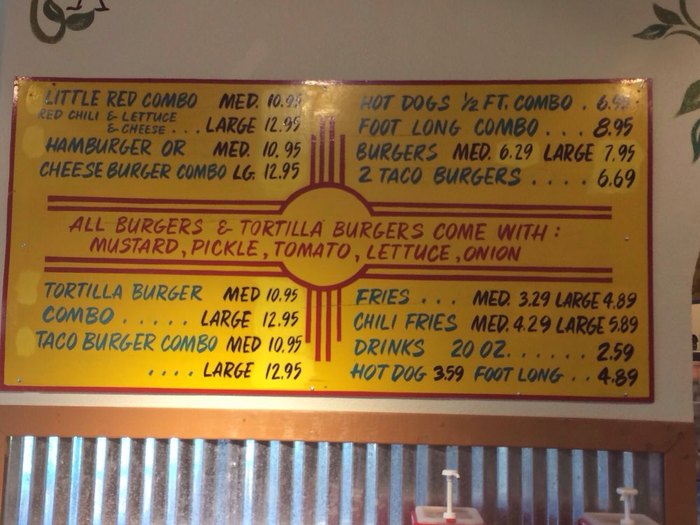 LITTLE RED COMBO MED. 10.95
RED CHILI & LETTUCE
& CHEESE . . . LARGE 12.95
HAMBURGER OR MED. 10.95
CHEESE BURGER COMBO LG. 12.95
HOT DOGS ½ FT. COMBO .
FOOT LONG COMBO . . . 8.95
BURGERS MED. 6.29 LARGE 7.95
2 TACO BURGERS . . . . 6.69
ALL BURGERS & TORTILLA BURGERS COME WITH :
MUSTARD, PICKLE, TOMATO, LETTUCE, ONION
TORTILLA BURGER MED 10.95
COMBO . . . . . LARGE 12.95
TACO BURGER COMBO MED 10.95
. . . . LARGE 12.95
FRIES . . . MED. 3.29 LARGE 4.89
CHILI FRIES MED. 4.29 LARGE 5.89
DRINKS 20 OZ. . . . . . 2.59
HOT DOG 3.59 FOOT LONG . . 4.89